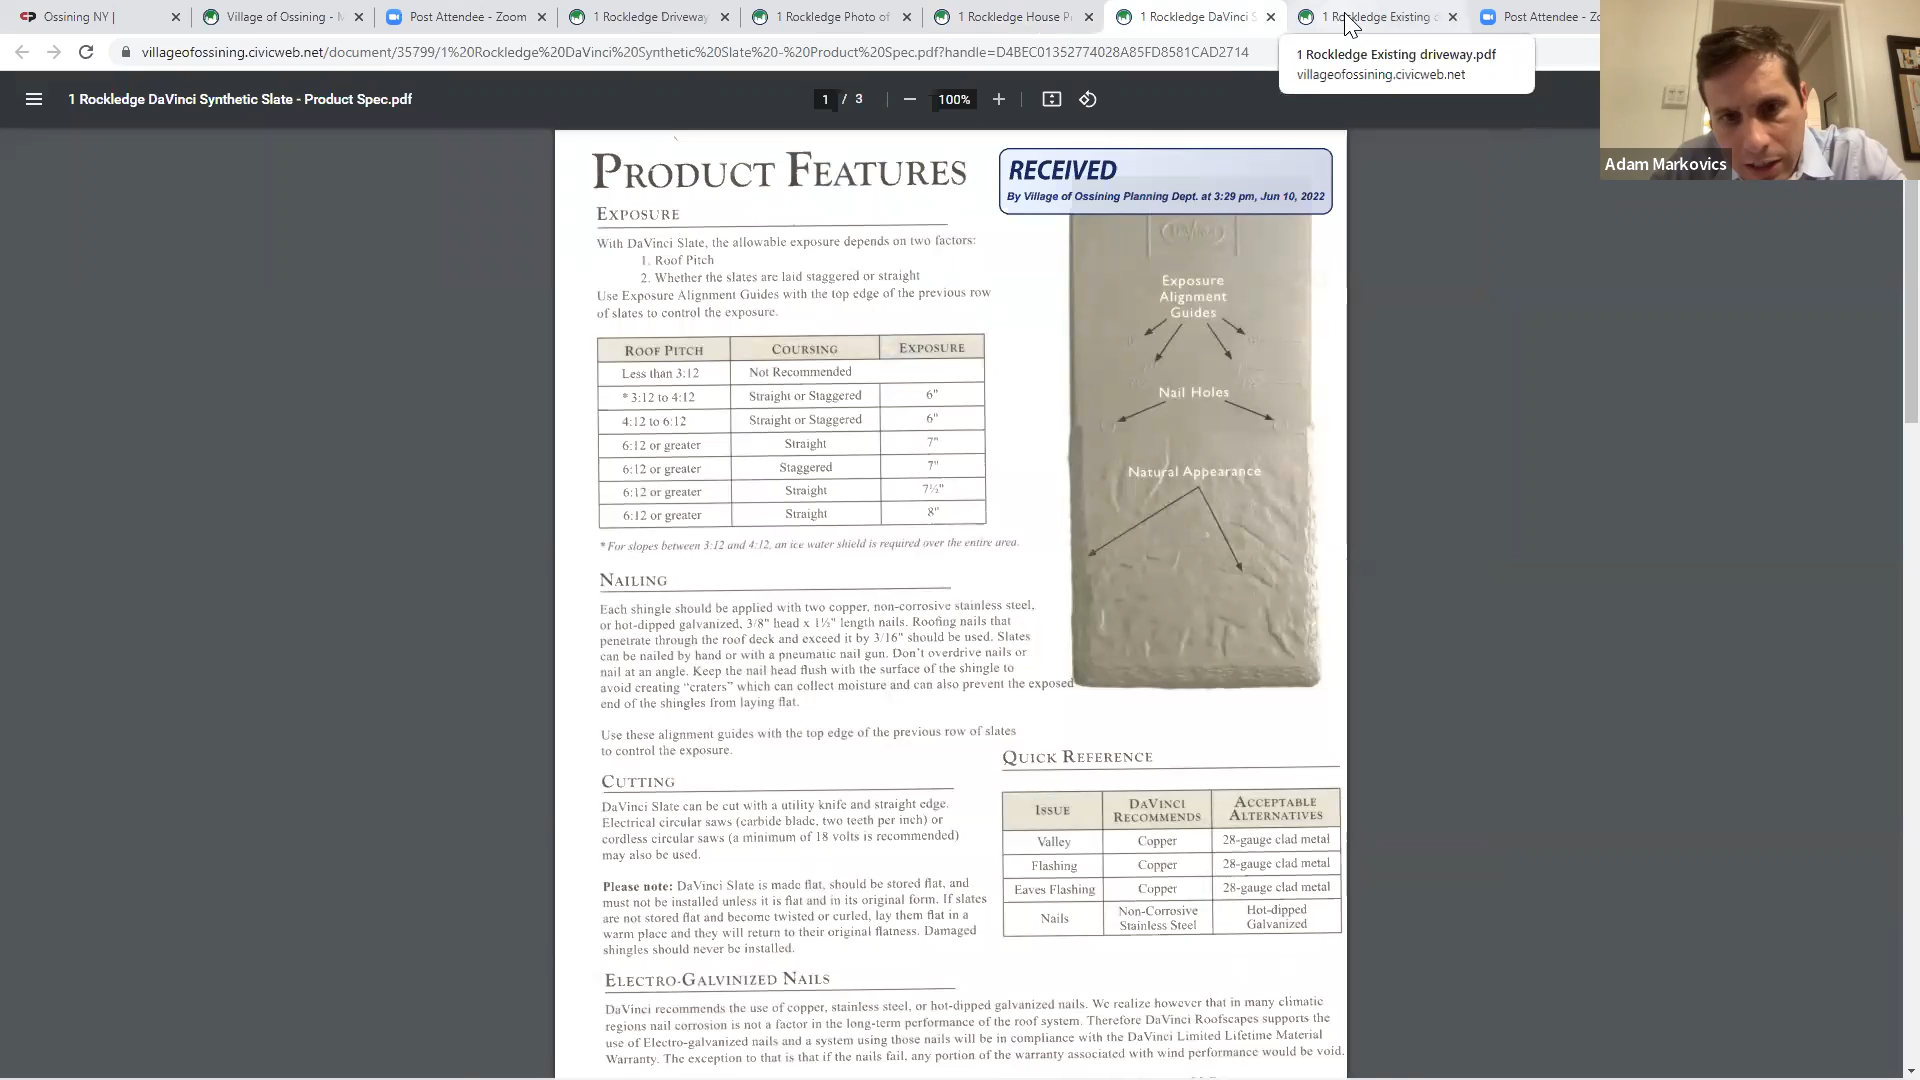 Ossining NY |
Village of Ossining - M
Post Attendee - Zoom
1 Rockledge Driveway
1 Rockledge Photo of
1 Rockledge House P
1 Rockledge DaVinci S
1 Rockledge Existing d
Post Attendee - Zo
villageofossining.civicweb.net/document/35799/1%20Rockledge%20DaVinci%20Synthetic%20Slate%20-%20Product%20Spec.pdf?handle=D4BEC01352774028A85FD8581CAD2714
1 Rockledge Existing driveway.pdf
villageofossining.civicweb.net
1 Rockledge DaVinci Synthetic Slate - Product Spec.pdf
1 / 3
100%
Adam Markovics
PRODUCT FEATURES
RECEIVED
By Village of Ossining Planning Dept. at 3:29 pm, Jun 10, 2022
EXPOSURE
With DaVinci Slate, the allowable exposure depends on two factors:
1. Roof Pitch
2. Whether the slates are laid staggered or straight
Use Exposure Alignment Guides with the top edge of the previous row
of slates to control the exposure.
ROOF PITCH COURSING EXPOSURE
Less than 3:12 Not Recommended
* 3:12 to 4:12 Straight or Staggered 6"
4:12 to 6:12 Straight or Staggered 6"
6:12 or greater Straight 7"
6:12 or greater Staggered 7"
6:12 or greater Straight 7½"
6:12 or greater Straight 8"
* For slopes between 3:12 and 4:12, an ice water shield is required over the entire area.
Exposure
Alignment
Guides
Nail Holes
Natural Appearance
NAILING
Each shingle should be applied with two copper, non-corrosive stainless steel,
or hot-dipped galvanized, 3/8" head x 1½" length nails. Roofing nails that
penetrate through the roof deck and exceed it by 3/16" should be used. Slates
can be nailed by hand or with a pneumatic nail gun. Don't overdrive nails or
nail at an angle. Keep the nail head flush with the surface of the shingle to
avoid creating "craters" which can collect moisture and can also prevent the exposed
end of the shingles from laying flat.
Use these alignment guides with the top edge of the previous row of slates
to control the exposure.
CUTTING
DaVinci Slate can be cut with a utility knife and straight edge.
Electrical circular saws (carbide blade, two teeth per inch) or
cordless circular saws (a minimum of 18 volts is recommended)
may also be used.
Please note: DaVinci Slate is made flat, should be stored flat, and
must not be installed unless it is flat and in its original form. If slates
are not stored flat and become twisted or curled, lay them flat in a
warm place and they will return to their original flatness. Damaged
shingles should never be installed.
QUICK REFERENCE
ISSUE DAVINCI RECOMMENDS ACCEPTABLE ALTERNATIVES
Valley Copper 28-gauge clad metal
Flashing Copper 28-gauge clad metal
Eaves Flashing Copper 28-gauge clad metal
Nails Non-Corrosive Stainless Steel Hot-dipped Galvanized
ELECTRO-GALVINIZED NAILS
DaVinci recommends the use of copper, stainless steel, or hot-dipped galvanized nails. We realize however that in many climatic
regions nail corrosion is not a factor in the long-term performance of the roof system. Therefore DaVinci Roofscapes supports the
use of Electro-galvanized nails and a system using those nails will be in compliance with the DaVinci Limited Lifetime Material
Warranty. The exception to that is that if the nails fail, any portion of the warranty associated with wind performance would be void.